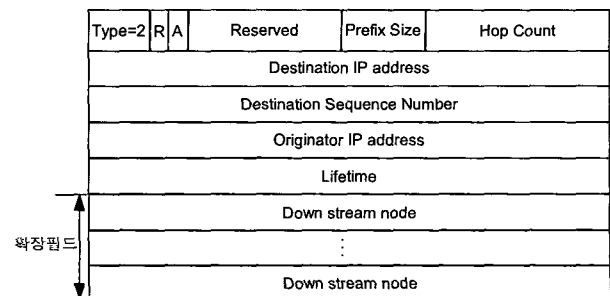 Type=2 R A Reserved Prefix Size Hop Count
Destination IP address
Destination Sequence Number
Originator IP address
Lifetime
Down stream node
⋮
Down stream node
확장필드